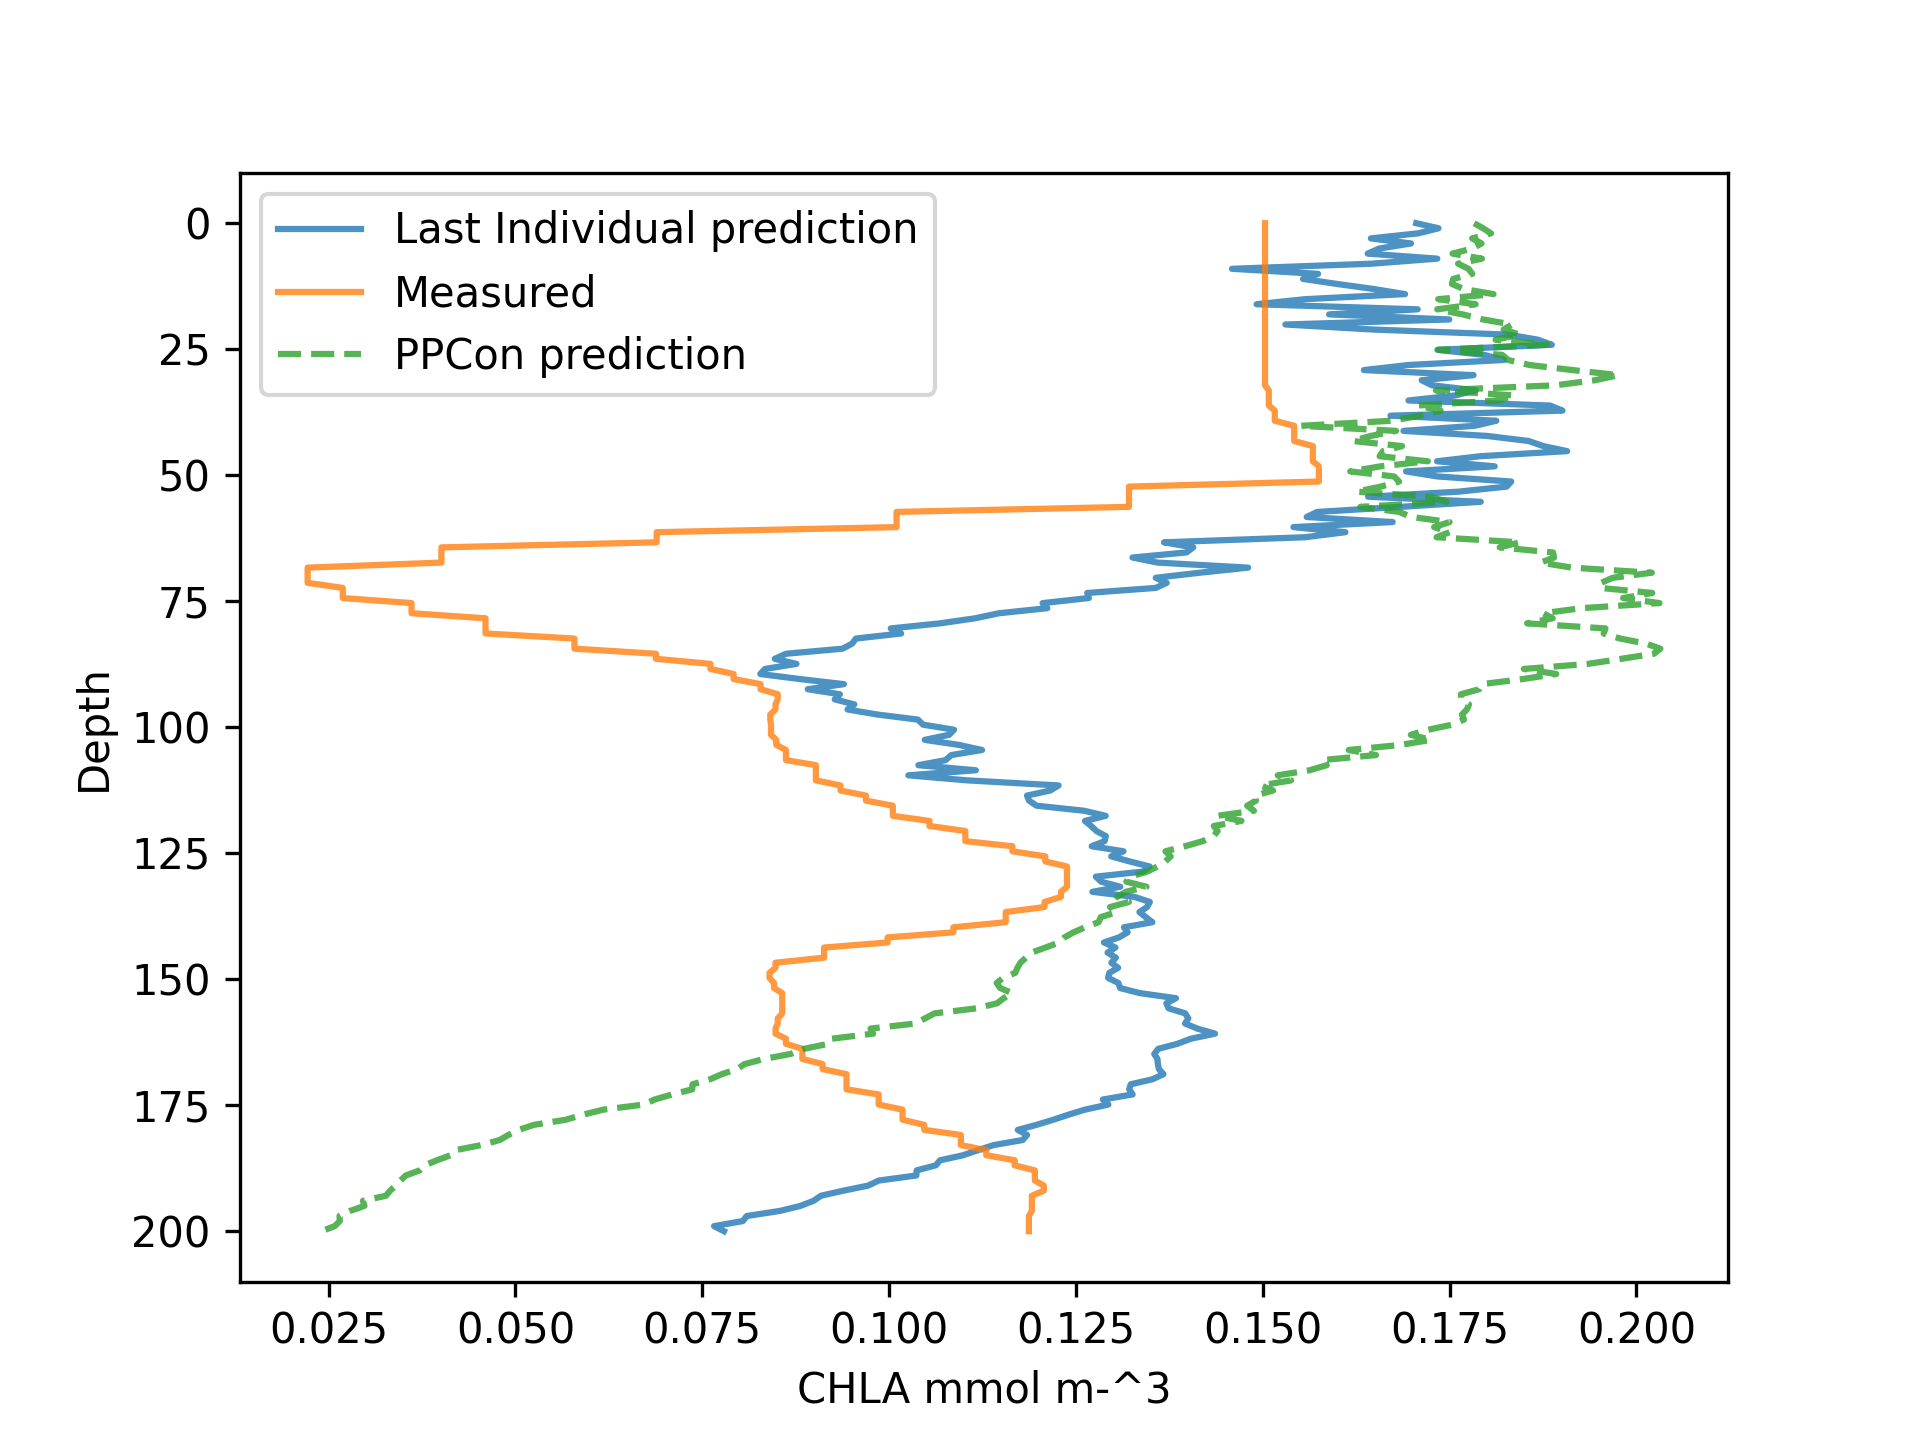 Last Individual prediction
Measured
PPCon prediction
0
25
50
75
100
125
150
175
200
Depth
0.025 0.050 0.075 0.100 0.125 0.150 0.175 0.200
CHLA mmol m-^3